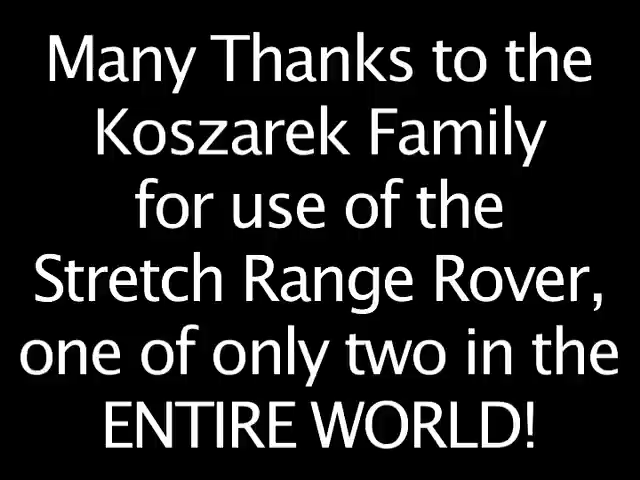 Many Thanks to the
Koszarek Family
for use of the
Stretch Range Rover,
one of only two in the
ENTIRE WORLD!